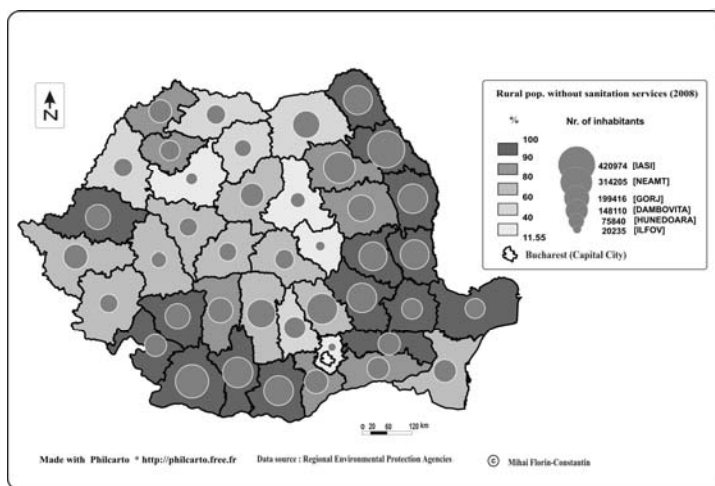 N
Rural pop. without sanitation services (2008)
% Nr. of inhabitants
100
90
80
60
40
11.55
420974 [IASI]
314205 [NEAMT]
199416 [GORJ]
148110 [DAMBOVITA]
75840 [HUNEDOARA]
20235 [ILFOV]
Bucharest (Capital City)
0 20 60 120 km
Made with Philcarto * http://philcarto.free.fr Data source : Regional Environmental Protection Agencies © Mihai Florin-Constantin